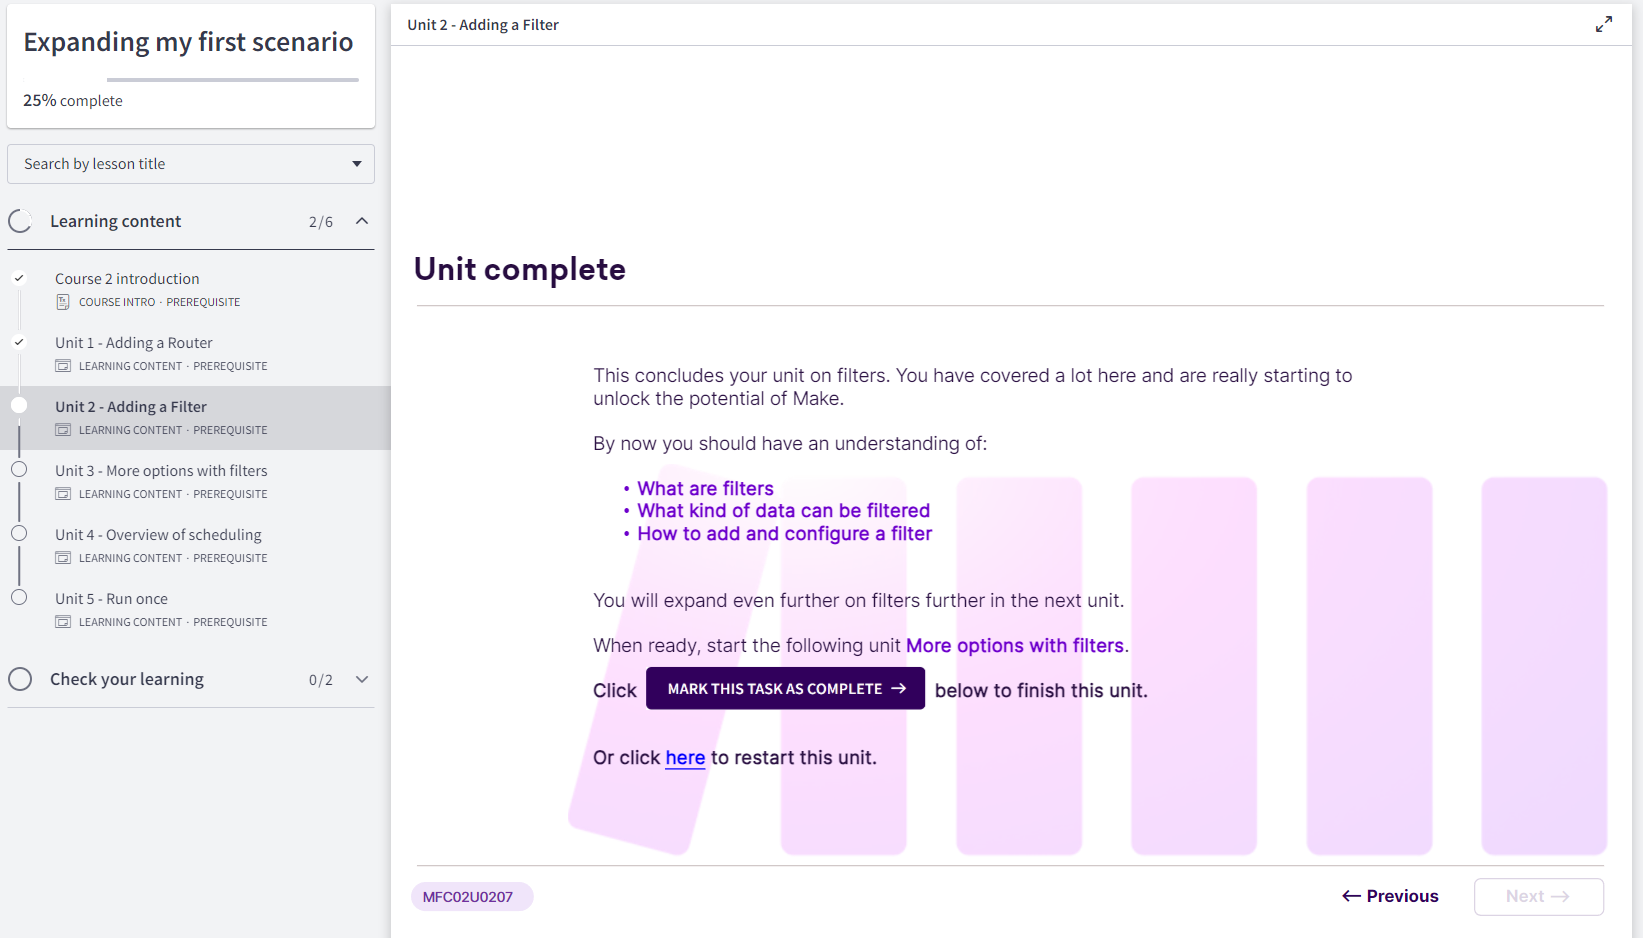 Expanding my first scenario
25% complete
Search by lesson title
Learning content 2/6
Course 2 introduction
COURSE INTRO · PREREQUISITE
Unit 1 - Adding a Router
LEARNING CONTENT · PREREQUISITE
Unit 2 - Adding a Filter
LEARNING CONTENT · PREREQUISITE
Unit 3 - More options with filters
LEARNING CONTENT · PREREQUISITE
Unit 4 - Overview of scheduling
LEARNING CONTENT · PREREQUISITE
Unit 5 - Run once
LEARNING CONTENT · PREREQUISITE
Check your learning 0/2
Unit 2 - Adding a Filter
Unit complete
This concludes your unit on filters. You have covered a lot here and are really starting to
unlock the potential of Make.
By now you should have an understanding of:
• What are filters
• What kind of data can be filtered
• How to add and configure a filter
You will expand even further on filters further in the next unit.
When ready, start the following unit More options with filters.
Click MARK THIS TASK AS COMPLETE → below to finish this unit.
Or click here to restart this unit.
MFC02U0207
← Previous
Next →